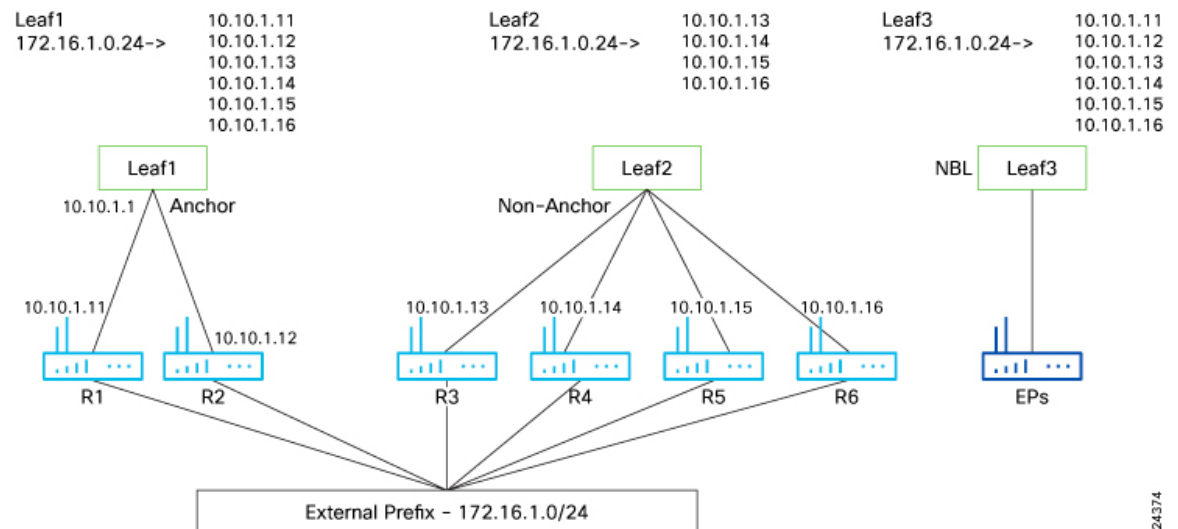 Leaf1
172.16.1.0.24->
10.10.1.11
10.10.1.12
10.10.1.13
10.10.1.14
10.10.1.15
10.10.1.16
Leaf2
172.16.1.0.24->
10.10.1.13
10.10.1.14
10.10.1.15
10.10.1.16
Leaf3
172.16.1.0.24->
10.10.1.11
10.10.1.12
10.10.1.13
10.10.1.14
10.10.1.15
10.10.1.16
Leaf1
Leaf2
NBL
Leaf3
10.10.1.1
Anchor
Non-Anchor
10.10.1.11
10.10.1.12
10.10.1.13
10.10.1.14
10.10.1.15
10.10.1.16
R1
R2
R3
R4
R5
R6
EPs
External Prefix - 172.16.1.0/24
24374